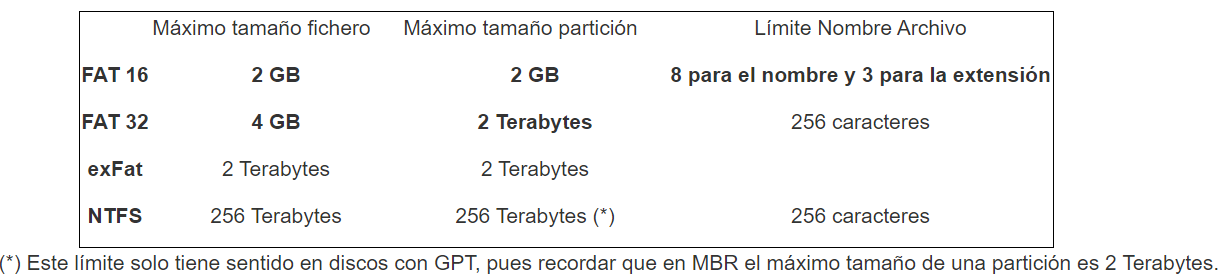 Máximo tamaño fichero Máximo tamaño partición Límite Nombre Archivo
FAT 16 2 GB 2 GB 8 para el nombre y 3 para la extensión
FAT 32 4 GB 2 Terabytes 256 caracteres
exFat 2 Terabytes 2 Terabytes
NTFS 256 Terabytes 256 Terabytes (*) 256 caracteres
(*) Este límite solo tiene sentido en discos con GPT, pues recordar que en MBR el máximo tamaño de una partición es 2 Terabytes.